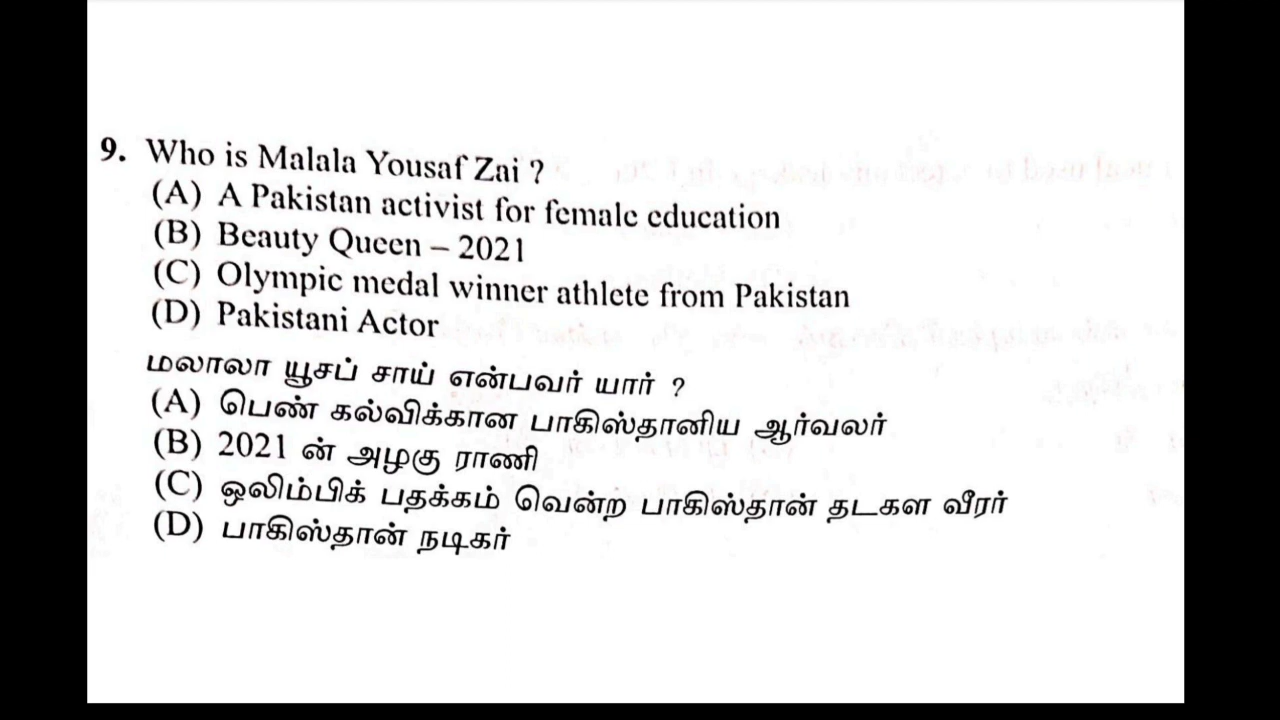 9. Who is Malala Yousaf Zai ?
(A) A Pakistan activist for female education
(B) Beauty Queen – 2021
(C) Olympic medal winner athlete from Pakistan
(D) Pakistani Actor
மலாலா யூசப் சாய் என்பவர் யார் ?
(A) பெண் கல்விக்கான பாகிஸ்தானிய ஆர்வலர்
(B) 2021 ன் அழகு ராணி
(C) ஒலிம்பிக் பதக்கம் வென்ற பாகிஸ்தான் தடகள வீரர்
(D) பாகிஸ்தான் நடிகர்